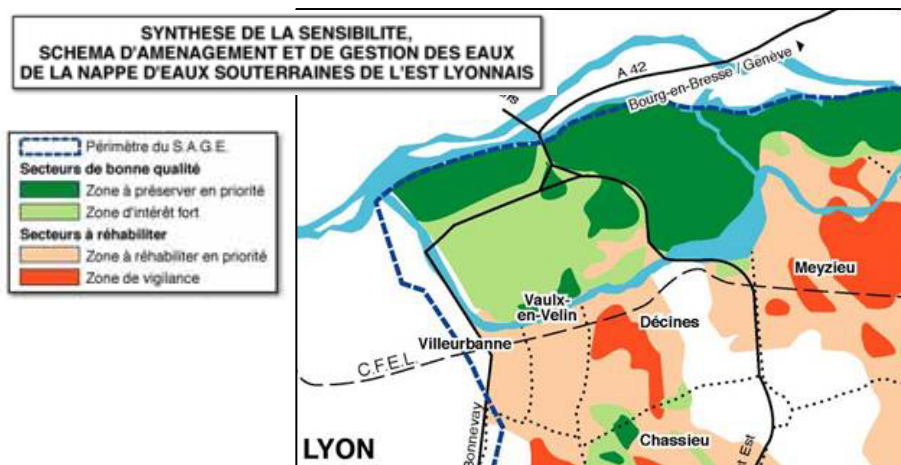 SYNTHESE DE LA SENSIBILITE,
SCHEMA D'AMENAGEMENT ET DE GESTION DES EAUX
DE LA NAPPE D'EAUX SOUTERRAINES DE L'EST LYONNAIS
Périmètre du S.A.G.E.
Secteurs de bonne qualité
Zone à préserver en priorité
Zone d'intérêt fort
Secteurs à réhabiliter
Zone à réhabiliter en priorité
Zone de vigilance
A 42
Bourg-en-Bresse / Genève
Meyzieu
Vaulx-
en-Velin
Décines
Villeurbanne
C.F.E.L.
Chassieu
LYON
Bonnevay
Est